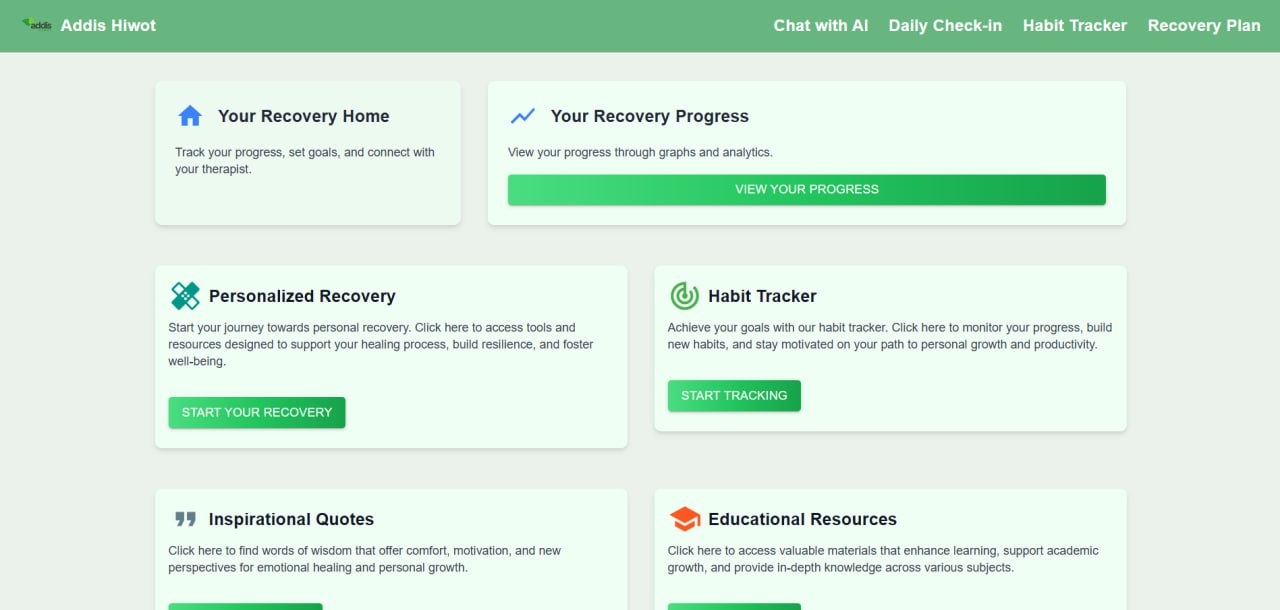 addis Addis Hiwot
Chat with AI Daily Check-in Habit Tracker Recovery Plan
Your Recovery Home
Track your progress, set goals, and connect with
your therapist.
Your Recovery Progress
View your progress through graphs and analytics.
VIEW YOUR PROGRESS
Personalized Recovery
Start your journey towards personal recovery. Click here to access tools and
resources designed to support your healing process, build resilience, and foster
well-being.
START YOUR RECOVERY
Habit Tracker
Achieve your goals with our habit tracker. Click here to monitor your progress, build
new habits, and stay motivated on your path to personal growth and productivity.
START TRACKING
Inspirational Quotes
Click here to find words of wisdom that offer comfort, motivation, and new
perspectives for emotional healing and personal growth.
Educational Resources
Click here to access valuable materials that enhance learning, support academic
growth, and provide in-depth knowledge across various subjects.